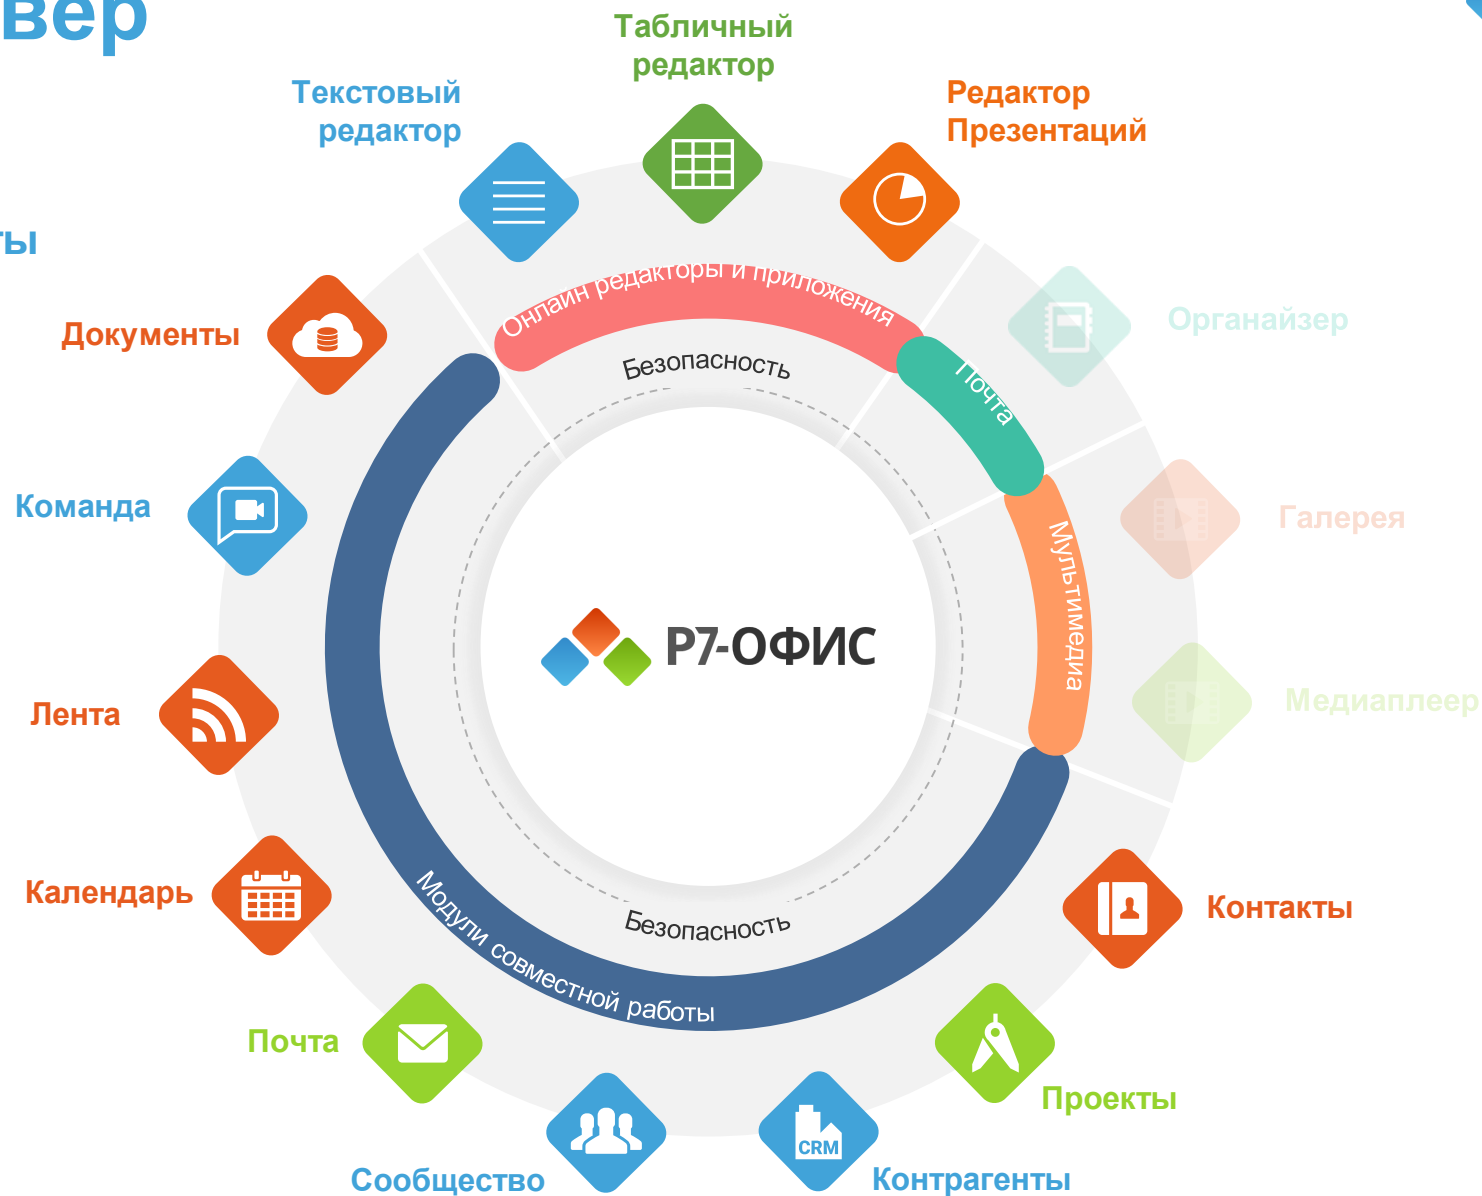 вер
Табличный
редактор
Текстовый
редактор
Редактор
Презентаций
ты
Онлайн редакторы и приложения
Органайзер
Документы
Безопасность
Почта
Команда
Галерея
Мультимедиа
Р7-ОФИС
Лента
Медиаплеер
Календарь
Модули совместной работы
Безопасность
Контакты
Почта
Проекты
CRM
Сообщество
Контрагенты